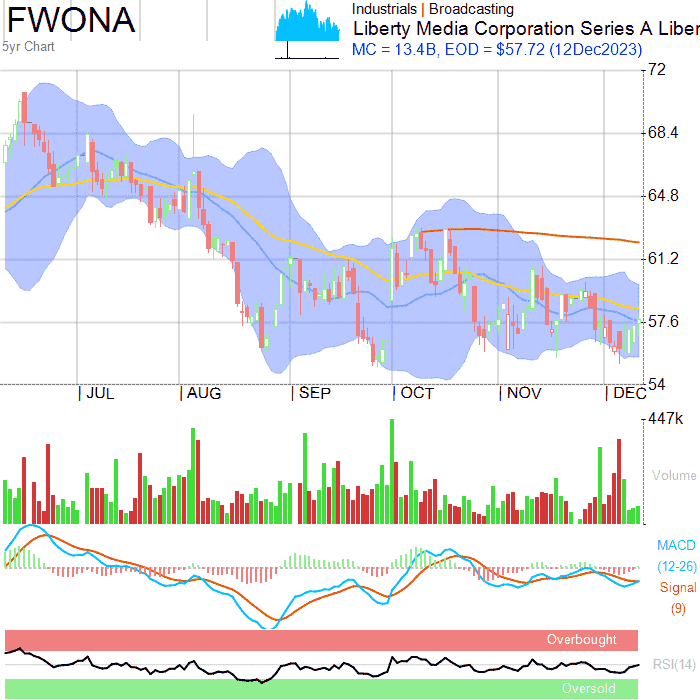 FWONA
5yr Chart
Industrials | Broadcasting
Liberty Media Corporation Series A Liber
MC = 13.4B, EOD = $57.72 (12Dec2023)
72
68.4
64.8
61.2
57.6
54
JUL AUG SEP OCT NOV DEC
447k
Volume
MACD
(12-26)
Signal
(9)
Overbought
RSI(14)
Oversold